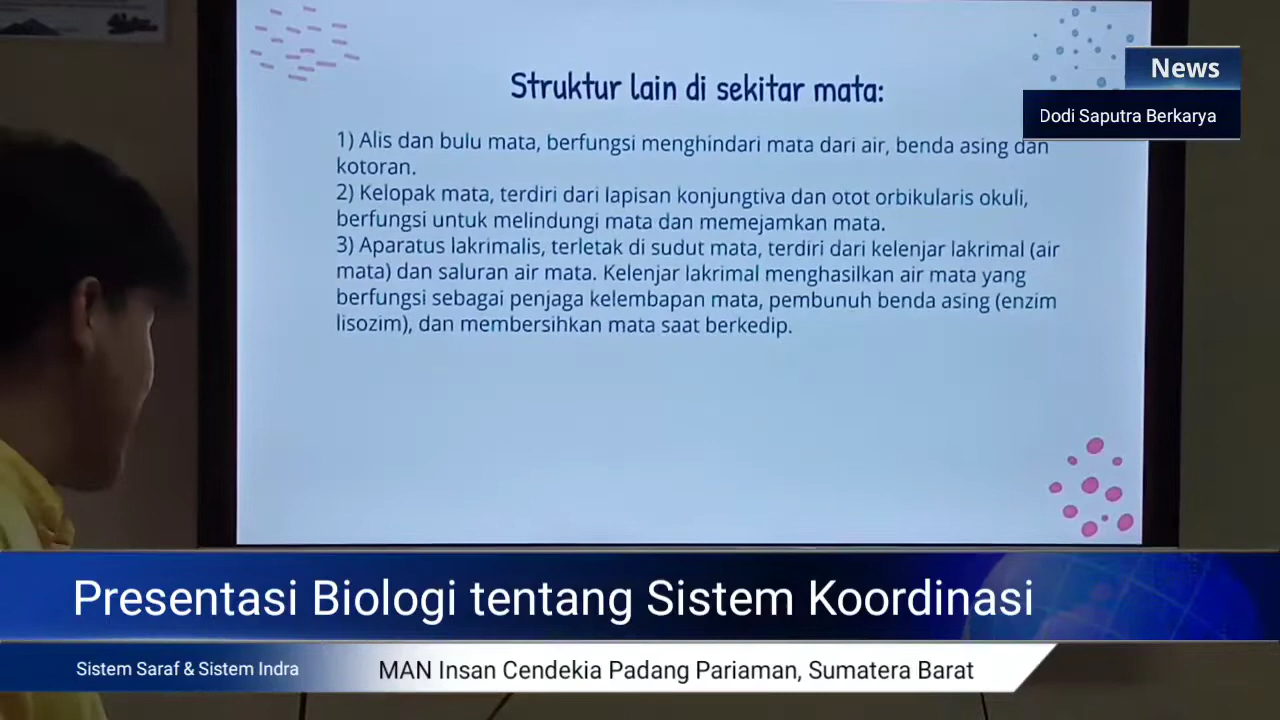 Struktur lain di sekitar mata:
News
Dodi Saputra Berkarya
1) Alis dan bulu mata, berfungsi menghindari mata dari air, benda asing dan
kotoran.
2) Kelopak mata, terdiri dari lapisan konjungtiva dan otot orbikularis okuli,
berfungsi untuk melindungi mata dan memejamkan mata.
3) Aparatus lakrimalis, terletak di sudut mata, terdiri dari kelenjar lakrimal (air
mata) dan saluran air mata. Kelenjar lakrimal menghasilkan air mata yang
berfungsi sebagai penjaga kelembapan mata, pembunuh benda asing (enzim
lisozim), dan membersihkan mata saat berkedip.
Presentasi Biologi tentang Sistem Koordinasi
Sistem Saraf & Sistem Indra
MAN Insan Cendekia Padang Pariaman, Sumatera Barat